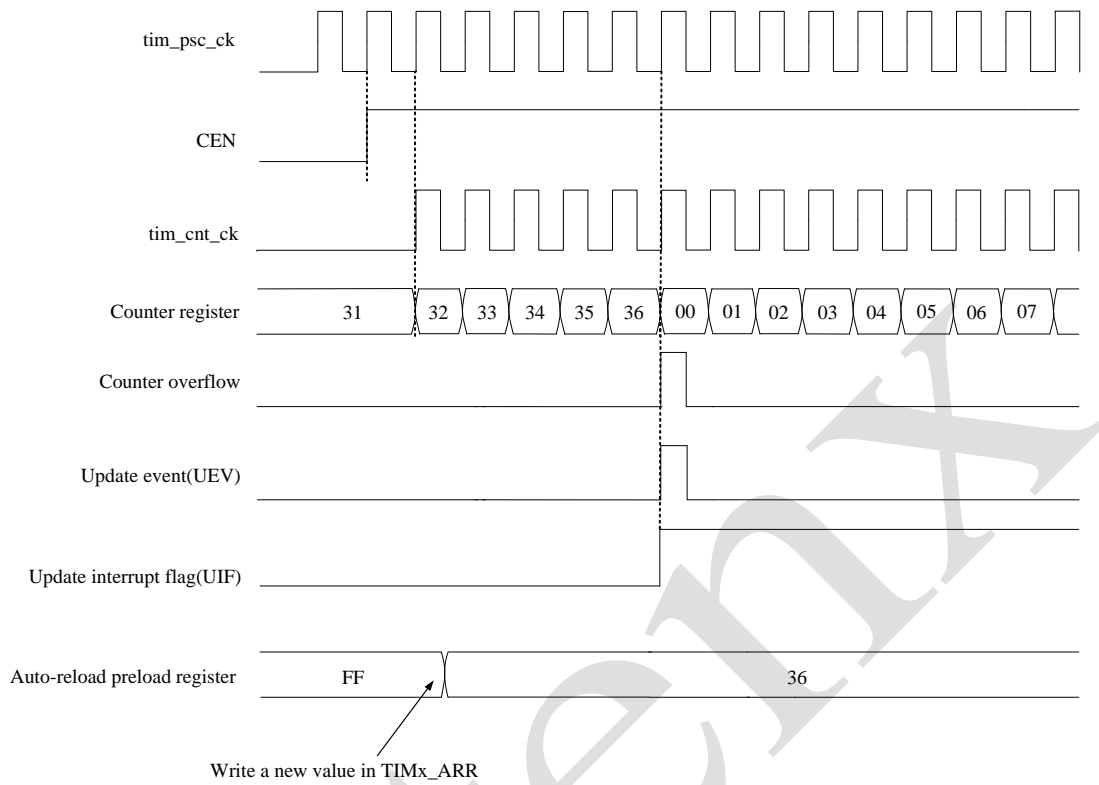 tim_psc_ck
CEN
tim_cnt_ck
Counter register 31 32 33 34 35 36 00 01 02 03 04 05 06 07
Counter overflow
Update event(UEV)
Update interrupt flag(UIF)
Auto-reload preload register FF 36
Write a new value in TIMx_ARR